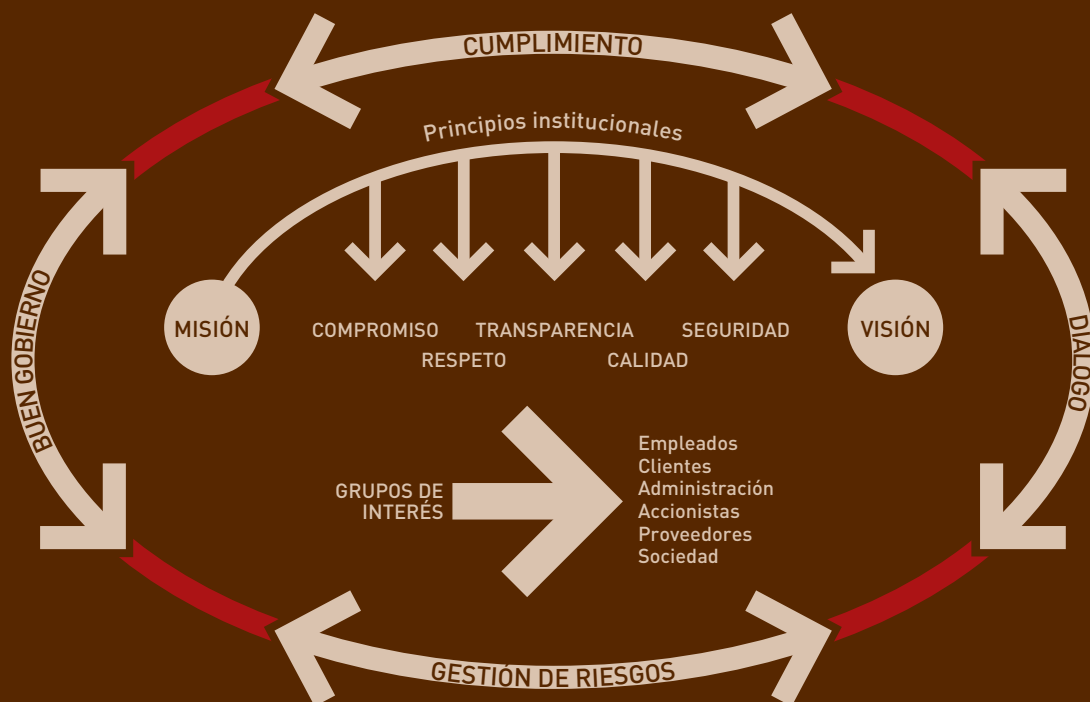 CUMPLIMIENTO
Principios institucionales
BUEN GOBIERNO
MISIÓN
COMPROMISO
TRANSPARENCIA
SEGURIDAD
RESPETO
CALIDAD
VISIÓN
DIÁLOGO
GRUPOS DE
INTERÉS
Empleados
Clientes
Administración
Accionistas
Proveedores
Sociedad
GESTIÓN DE RIESGOS